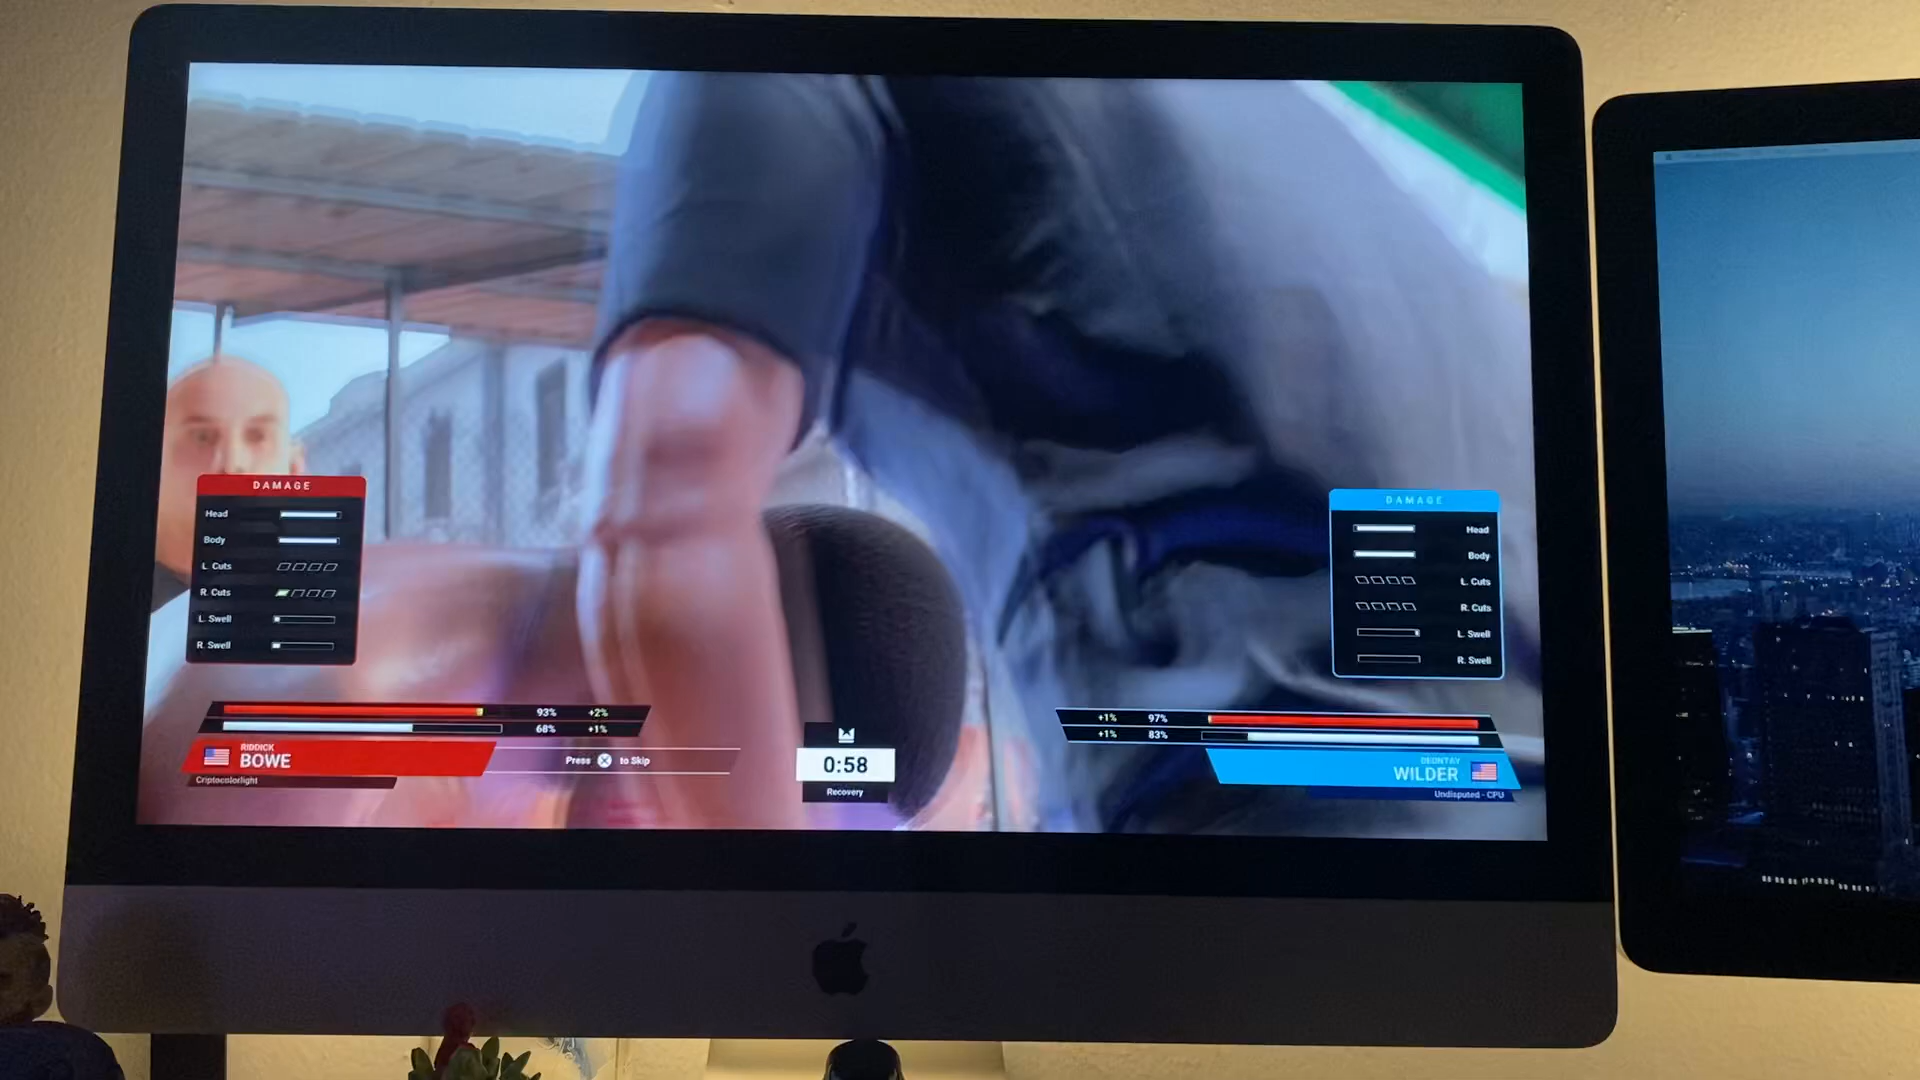 DAMAGE
Head
Body
L. Cuts
R. Cuts
L. Swell
R. Swell
93% +2%
68% +1%
RIDDICK
BOWE
Criptocolorlight
Press X to Skip
0:58
Recovery
DAMAGE
Head
Body
L. Cuts
R. Cuts
L. Swell
R. Swell
+1% 97%
+1% 83%
DEONTAY
WILDER
Undisputed - CPU